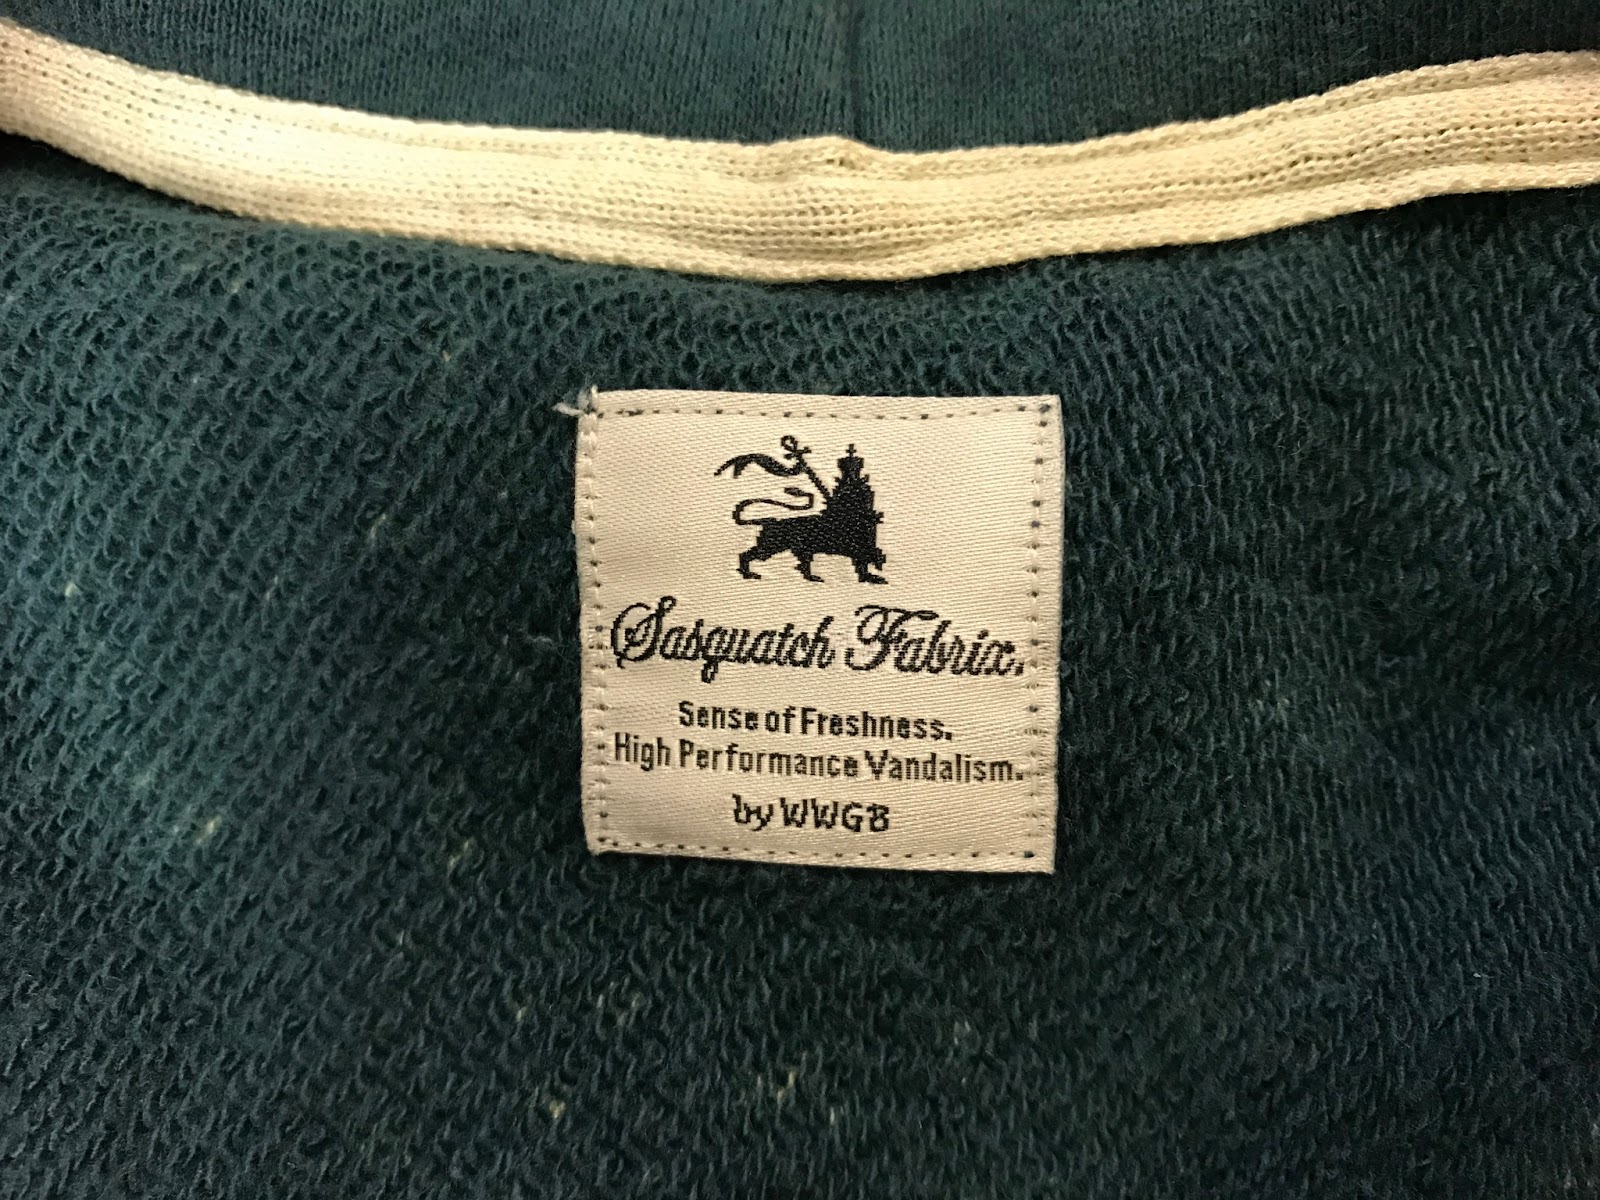 Sasquatch Fabrix.
Sense of Freshness.
High Performance Vandalism.
by WWGB